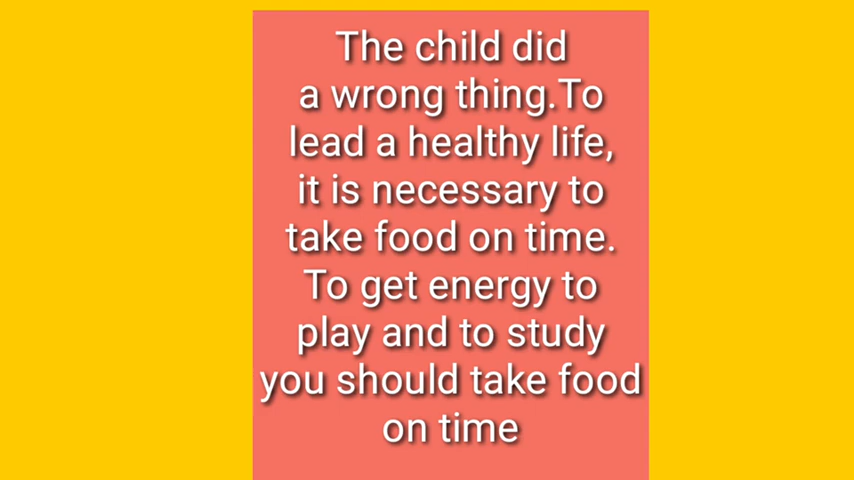 The child did
a wrong thing.To
lead a healthy life,
it is necessary to
take food on time.
To get energy to
play and to study
you should take food
on time